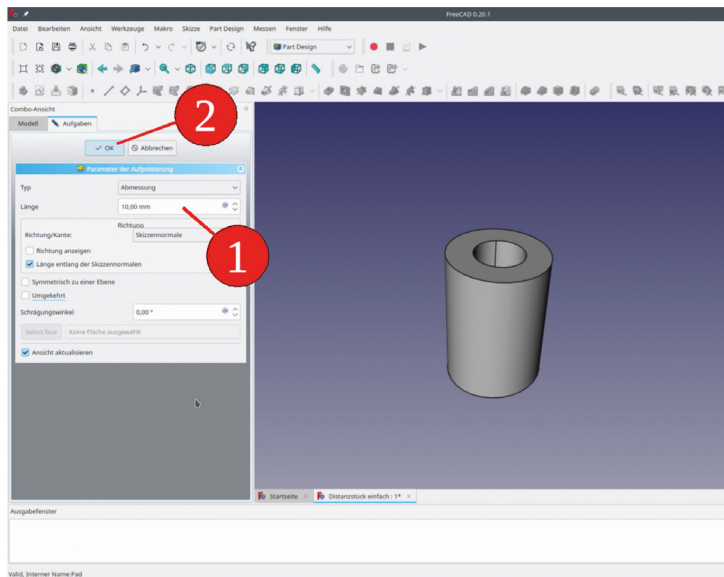 FreeCAD 0.20.1
Datei Bearbeiten Ansicht Werkzeuge Makro Skizze Part Design Messen Fenster Hilfe
Part Design
Combo-Ansicht
Modell Aufgaben
2
OK Abbrechen
Parameter der Aufpolsterung
Typ Abmessung
Länge 10,00 mm
Richtung
Richtung/Kante: Skizzennormale
1
Richtung anzeigen
Länge entlang der Skizzennormalen
Symmetrisch zu einer Ebene
Umgekehrt
Schrägungswinkel 0,00 °
Select face Keine Fläche ausgewählt
Ansicht aktualisieren
Startseite Distanzstück einfach : 1*
Ausgabefenster
Valid, Interner Name:Pad